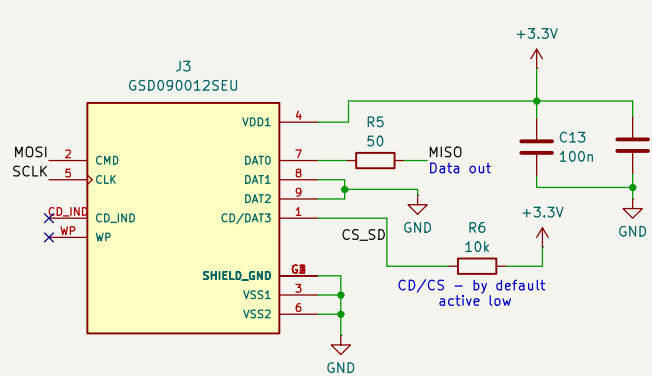 +3.3V
J3
GSD090012SEU
4
VDD1
R5
50
C13
100n
MOSI
2
CMD
DAT0
7
MISO
Data out
SCLK
5
CLK
DAT1
8
DAT2
9
CD_IND
CD_IND
CD/DAT3
1
GND
+3.3V
GND
WP
WP
CS_SD
R6
10k
SHIELD_GND
VSS1
3
CD/CS – by default
active low
VSS2
6
GND